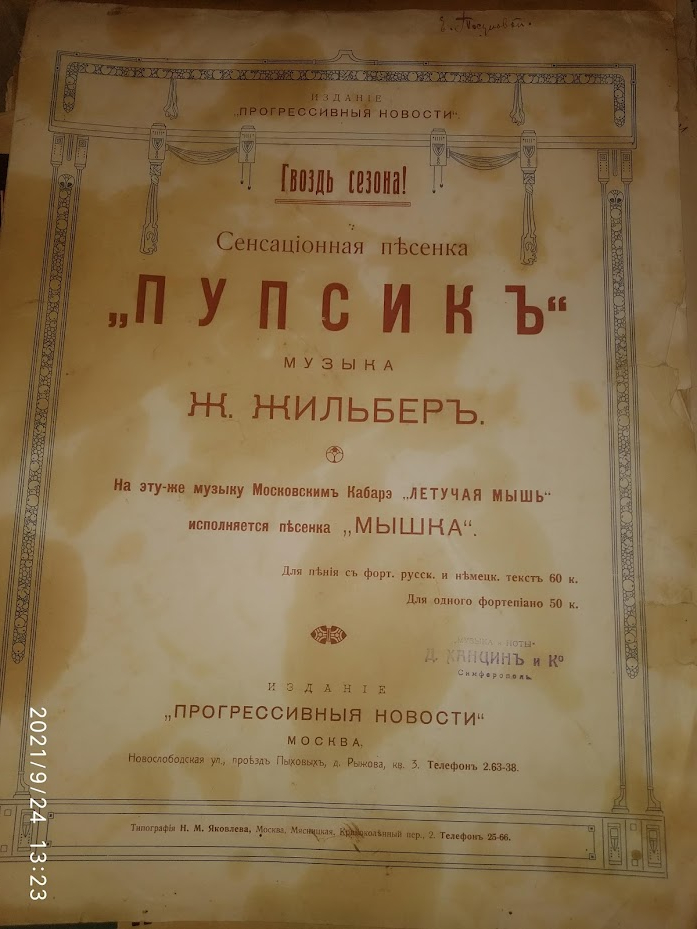 ИЗДАНІЕ
„ПРОГРЕССИВНЫЯ НОВОСТИ“.
Гвоздь сезона!
Сенсаціонная пѣсенка
„ПУПСИКЪ“
МУЗЫКА
Ж. ЖИЛЬБЕРЪ.
На эту-же музыку Московскимъ Кабарэ „ЛЕТУЧАЯ МЫШЬ“
исполняется пѣсенка „МЫШКА“.
Для пѣнія съ форт. русск. и нѣмецк. текстъ 60 к.
Для одного фортепіано 50 к.
„МУЗЫКА и НОТЫ“
Д. ХАНЦИНЪ и Ко
Симферополь.
ИЗДАНІЕ
„ПРОГРЕССИВНЫЯ НОВОСТИ“
МОСКВА.
Новослободская ул., проѣздъ Пыховыхъ, д. Рыжова, кв. 3. Телефонъ 2.63-38.
Типографія Н. М. Яковлева, Москва, Мясницкая, Кривоколѣнный пер., 2. Телефонъ 25-66.
2021/9/24 13:23